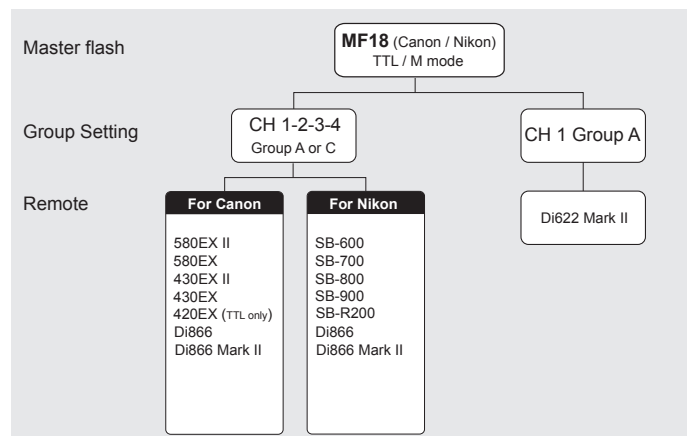 Master flash
MF18 (Canon / Nikon)
TTL / M mode
Group Setting
CH 1-2-3-4
Group A or C
CH 1 Group A
Remote
For Canon
580EX II
580EX
430EX II
430EX
420EX (TTL only)
Di866
Di866 Mark II
For Nikon
SB-600
SB-700
SB-800
SB-900
SB-R200
Di866
Di866 Mark II
Di622 Mark II